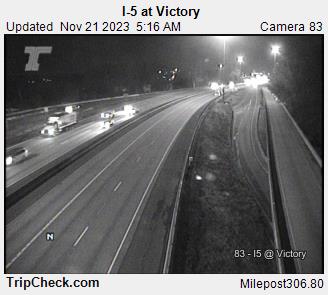 I-5 at Victory
Updated  Nov 21 2023  5:16 AM
Camera 83
N
83 - I5 @ Victory
TripCheck.com
Milepost306.80